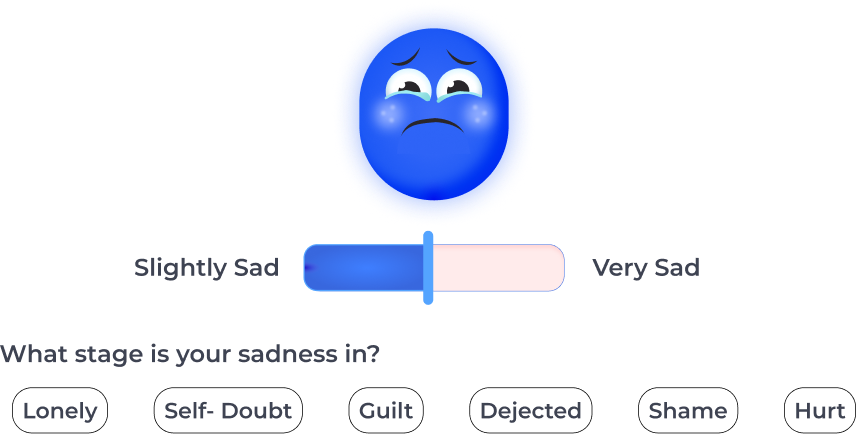 Slightly Sad
Very Sad
What stage is your sadness in?
Lonely
Self- Doubt
Guilt
Dejected
Shame
Hurt